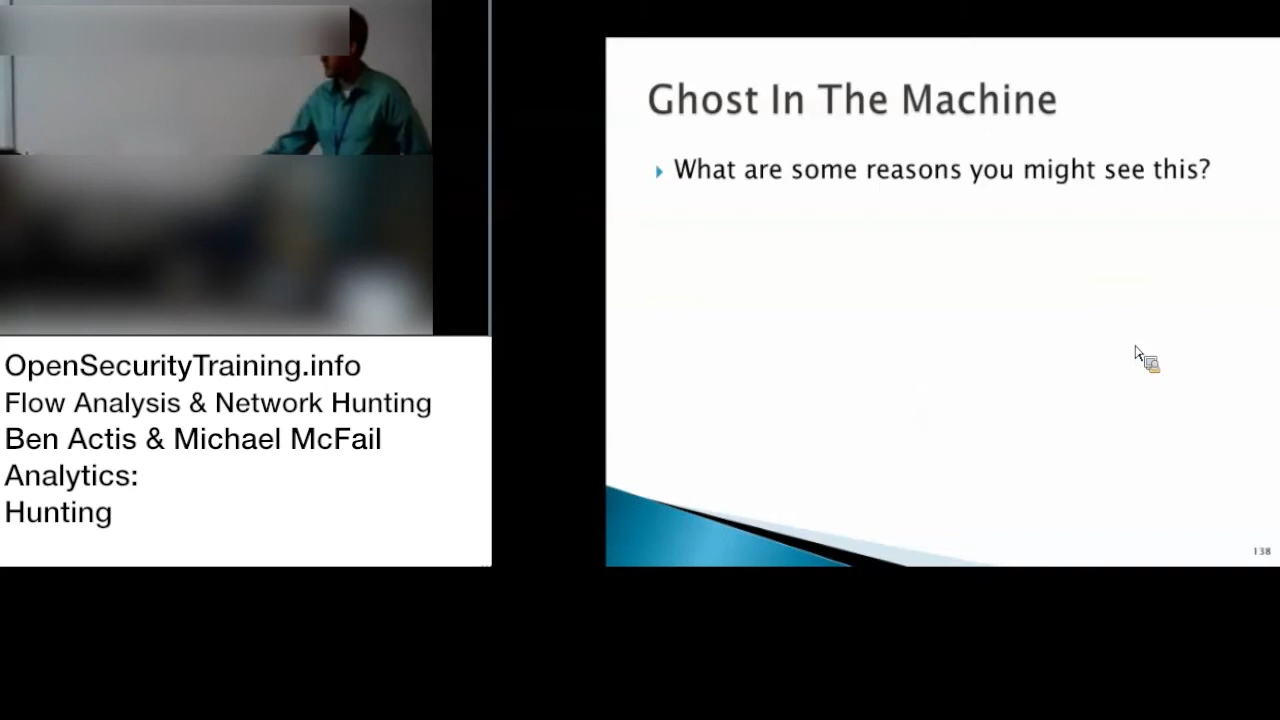 OpenSecurityTraining.info
Flow Analysis & Network Hunting
Ben Actis & Michael McFail
Analytics:
Hunting
Ghost In The Machine
What are some reasons you might see this?
138